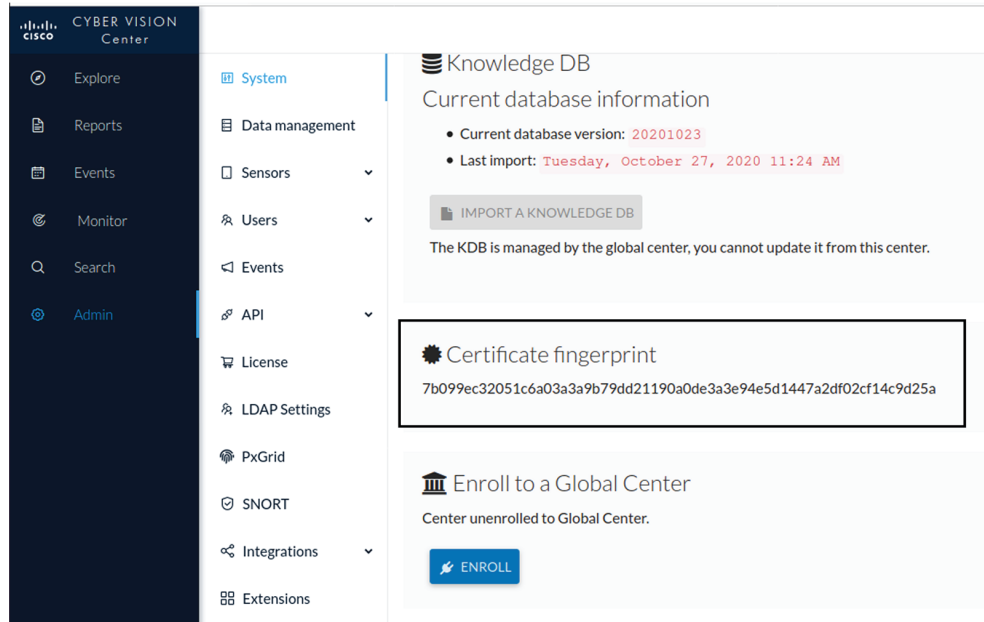 CISCO
CYBER VISION
Center
Explore
Reports
Events
Monitor
Search
Admin
System
Data management
Sensors
Users
Events
API
License
LDAP Settings
PxGrid
SNORT
Integrations
Extensions
Knowledge DB
Current database information
Current database version: 20201023
Last import: Tuesday, October 27, 2020 11:24 AM
IMPORT A KNOWLEDGE DB
The KDB is managed by the global center, you cannot update it from this center.
Certificate fingerprint
7b099ec32051c6a03a3a9b79dd21190a0de3a3e94e5d1447a2df02cf14c9d25a
Enroll to a Global Center
Center unenrolled to Global Center.
ENROLL